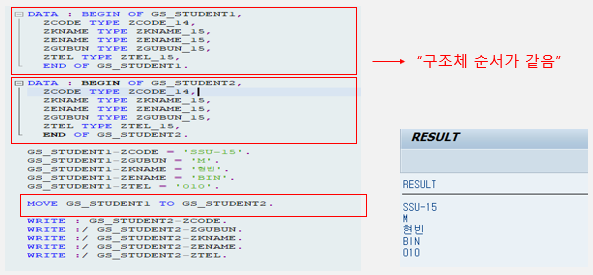 DATA : BEGIN OF GS_STUDENT1,
ZCODE TYPE ZCODE_14,
ZKNAME TYPE ZKNAME_15,
ZENAME TYPE ZENAME_15,
ZGUBUN TYPE ZGUBUN_15,
ZTEL TYPE ZTEL_15,
END OF GS_STUDENT1.
“구조체 순서가 같음”
DATA : BEGIN OF GS_STUDENT2,
ZCODE TYPE ZCODE_14,
ZKNAME TYPE ZKNAME_15,
ZENAME TYPE ZENAME_15,
ZGUBUN TYPE ZGUBUN_15,
ZTEL TYPE ZTEL_15,
END OF GS_STUDENT2.
GS_STUDENT1-ZCODE = 'SSU-15'.
GS_STUDENT1-ZGUBUN = 'M'.
GS_STUDENT1-ZKNAME = '현빈'.
GS_STUDENT1-ZENAME = 'BIN'.
GS_STUDENT1-ZTEL = '010'.
MOVE GS_STUDENT1 TO GS_STUDENT2.
WRITE : GS_STUDENT2-ZCODE.
WRITE :/ GS_STUDENT2-ZGUBUN.
WRITE :/ GS_STUDENT2-ZKNAME.
WRITE :/ GS_STUDENT2-ZENAME.
WRITE :/ GS_STUDENT2-ZTEL.
RESULT
RESULT
SSU-15
M
현빈
BIN
010